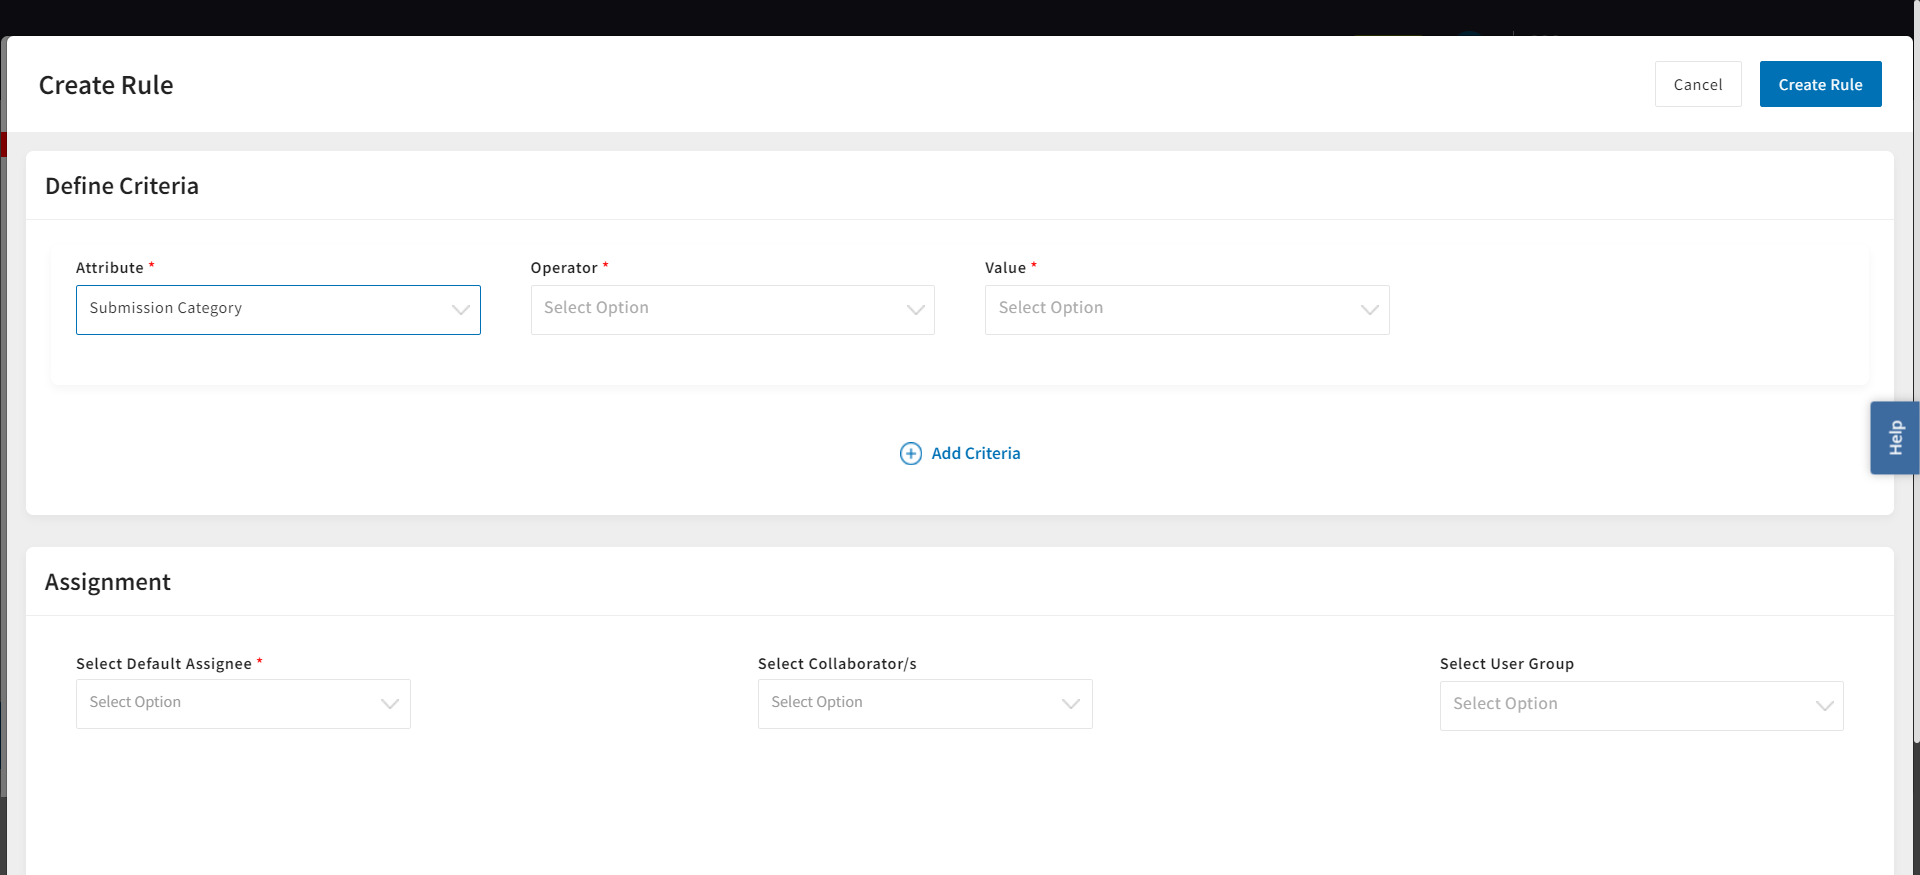 Create Rule
Cancel
Create Rule
Define Criteria
Attribute *
Operator *
Value *
Submission Category
Select Option
Select Option
Add Criteria
Help
Assignment
Select Default Assignee *
Select Collaborator/s
Select User Group
Select Option
Select Option
Select Option